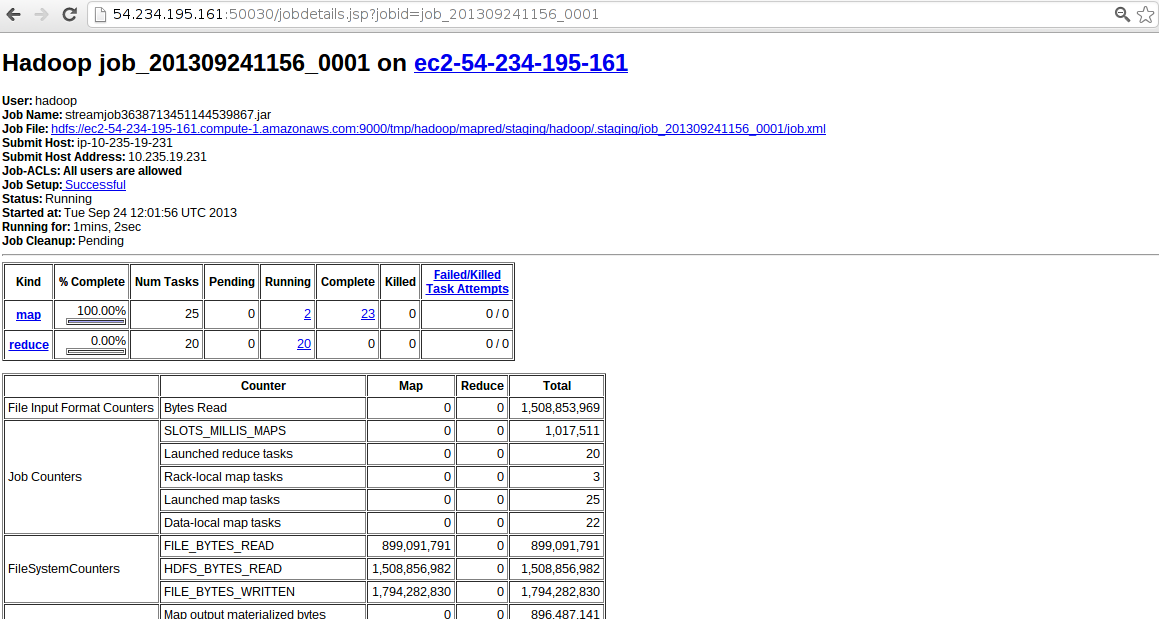 54.234.195.161:50030/jobdetails.jsp?jobid=job_201309241156_0001
Hadoop job_201309241156_0001 on ec2-54-234-195-161
User: hadoop
Job Name: streamjob3638713451144539867.jar
Job File: hdfs://ec2-54-234-195-161.compute-1.amazonaws.com:9000/tmp/hadoop/mapred/staging/hadoop/.staging/job_201309241156_0001/job.xml
Submit Host: ip-10-235-19-231
Submit Host Address: 10.235.19.231
Job-ACLs: All users are allowed
Job Setup: Successful
Status: Running
Started at: Tue Sep 24 12:01:56 UTC 2013
Running for: 1mins, 2sec
Job Cleanup: Pending
Kind % Complete Num Tasks Pending Running Complete Killed Failed/Killed
Task Attempts
map 100.00% 25 0 2 23 0 0 / 0
reduce 0.00% 20 0 20 0 0 0 / 0
Counter Map Reduce Total
File Input Format Counters Bytes Read 0 0 1,508,853,969
SLOTS_MILLIS_MAPS 0 0 1,017,511
Launched reduce tasks 0 0 20
Job Counters Rack-local map tasks 0 0 3
Launched map tasks 0 0 25
Data-local map tasks 0 0 22
FILE_BYTES_READ 899,091,791 0 899,091,791
FileSystemCounters HDFS_BYTES_READ 1,508,856,982 0 1,508,856,982
FILE_BYTES_WRITTEN 1,794,282,830 0 1,794,282,830
Map output materialized bytes 0 0 896,487,141